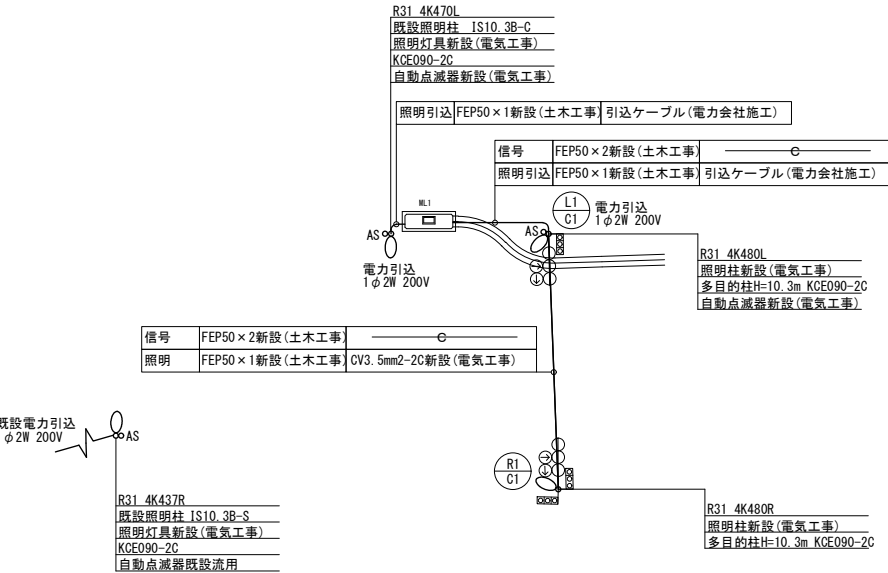 R31 4K470L
既設照明柱 IS10.3B-C
照明灯具新設(電気工事)
KCE090-2C
自動点滅器新設(電気工事)
照明引込 FEP50×1新設(土木工事) 引込ケーブル(電力会社施工)
信号 FEP50×2新設(土木工事) C
照明引込 FEP50×1新設(土木工事) 引込ケーブル(電力会社施工)
ML1
L1
C1
電力引込
1φ2W 200V
AS
AS
電力引込
1φ2W 200V
R31 4K480L
照明柱新設(電気工事)
多目的柱H=10.3m KCE090-2C
自動点滅器新設(電気工事)
信号 FEP50×2新設(土木工事) C
照明 FEP50×1新設(土木工事) CV3.5mm2-2C新設(電気工事)
既設電力引込
φ2W 200V
AS
R1
C1
R31 4K437R
既設照明柱 IS10.3B-S
照明灯具新設(電気工事)
KCE090-2C
自動点滅器既設流用
R31 4K480R
照明柱新設(電気工事)
多目的柱H=10.3m KCE090-2C